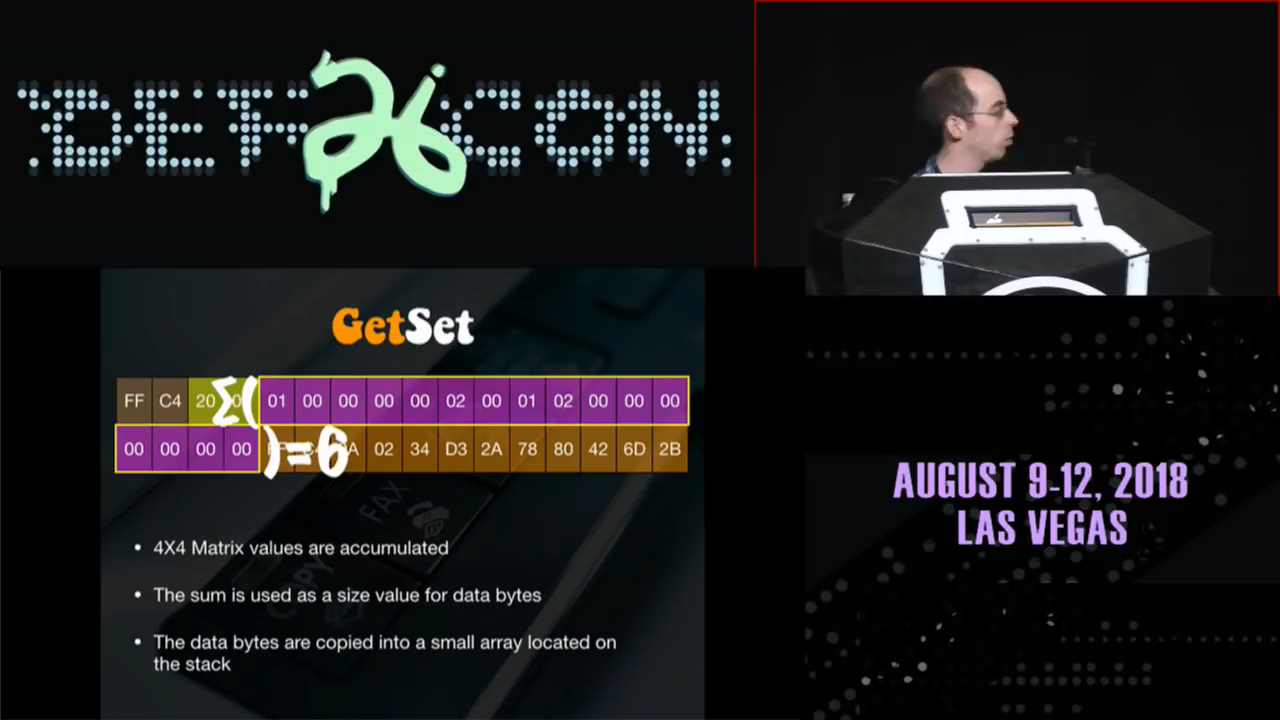 DEF CON 26
GetSet
FF C4 20 Σ( 01 00 00 00 00 02 00 01 02 00 00 00
00 00 00 00 )=6 02 34 D3 2A 78 80 42 6D 2B
FAX
COPY
• 4X4 Matrix values are accumulated
• The sum is used as a size value for data bytes
• The data bytes are copied into a small array located on
the stack
AUGUST 9-12, 2018
LAS VEGAS